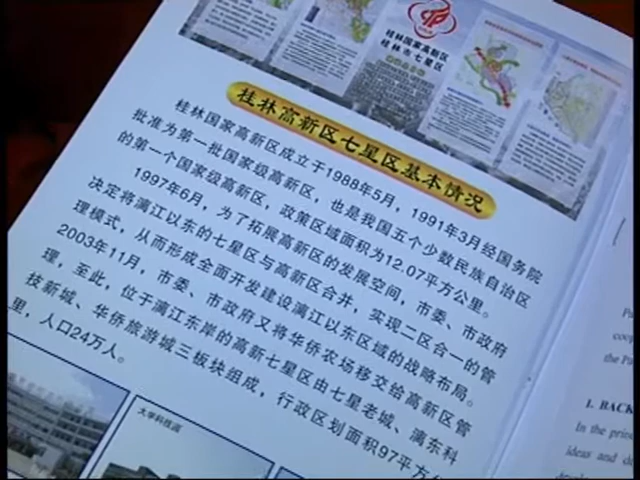 桂林国家高新区
桂林市七星区
桂林高新区七星区基本情况
桂林国家高新区成立于1988年5月，1991年3月经国务院
批准为第一批国家级高新区，也是我国五个少数民族自治区
的第一个国家级高新区，政策区域面积为12.07平方公里。
1997年6月，为了拓展高新区的发展空间，市委、市政府
决定将漓江以东的七星区与高新区合并，实现二区合一的管
理模式，从而形成全面开发建设漓江以东区域的战略布局。
2003年11月，市委、市政府又将华侨农场移交给高新区管
理，至此，位于漓江东岸的高新七星区由七星老城、漓东科
技新城、华侨旅游城三板块组成，行政区划面积97平方
里，人口24万人。
大学科技园
the Pa
I. BACK
In the prin
ideas and d